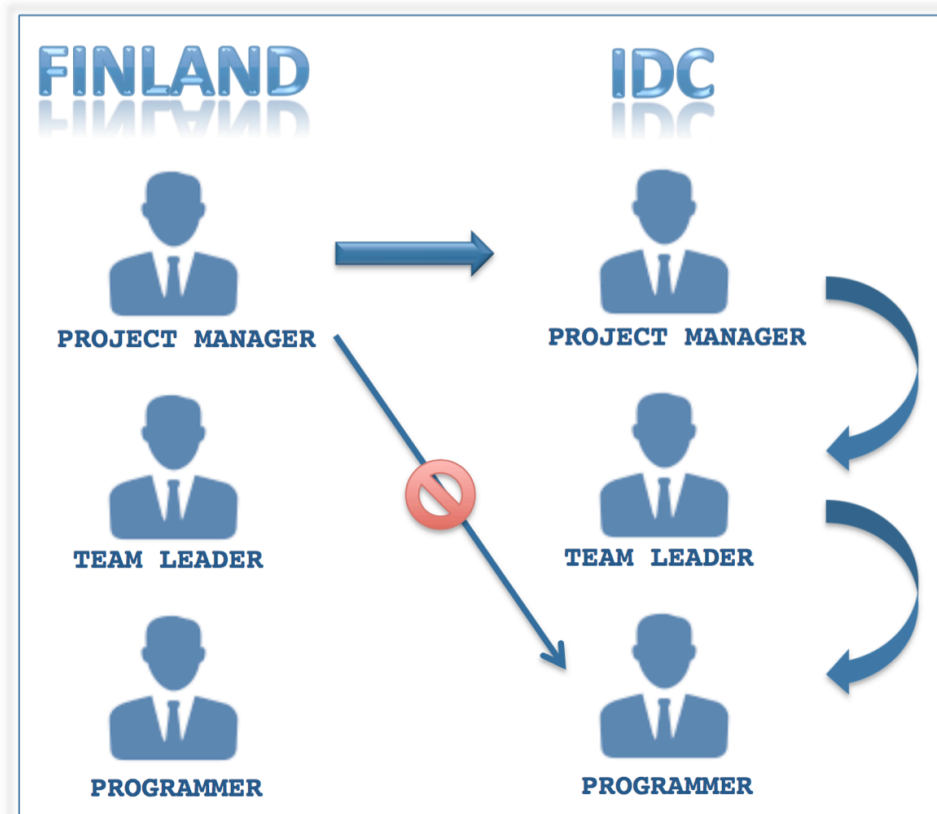 FINLAND IDC
PROJECT MANAGER PROJECT MANAGER
TEAM LEADER TEAM LEADER
PROGRAMMER PROGRAMMER